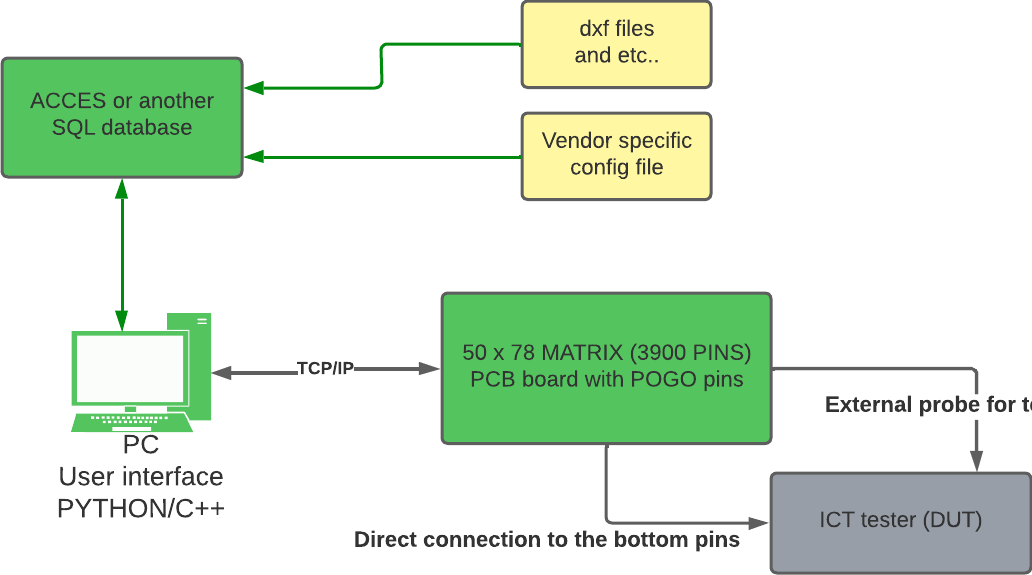 dxf files
and etc..
ACCES or another
SQL database
Vendor specific
config file
50 x 78 MATRIX (3900 PINS)
PCB board with POGO pins
TCP/IP
External probe for
PC
User interface
PYTHON/C++
ICT tester (DUT)
Direct connection to the bottom pins